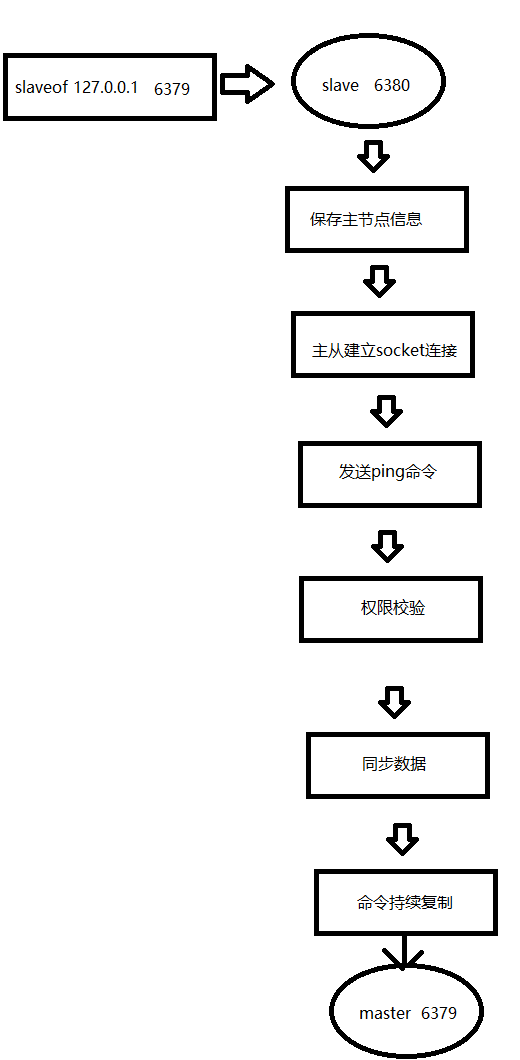 slaveof 127.0.0.1 6379
slave 6380
保存主节点信息
主从建立socket连接
发送ping命令
权限校验
同步数据
命令持续复制
master 6379